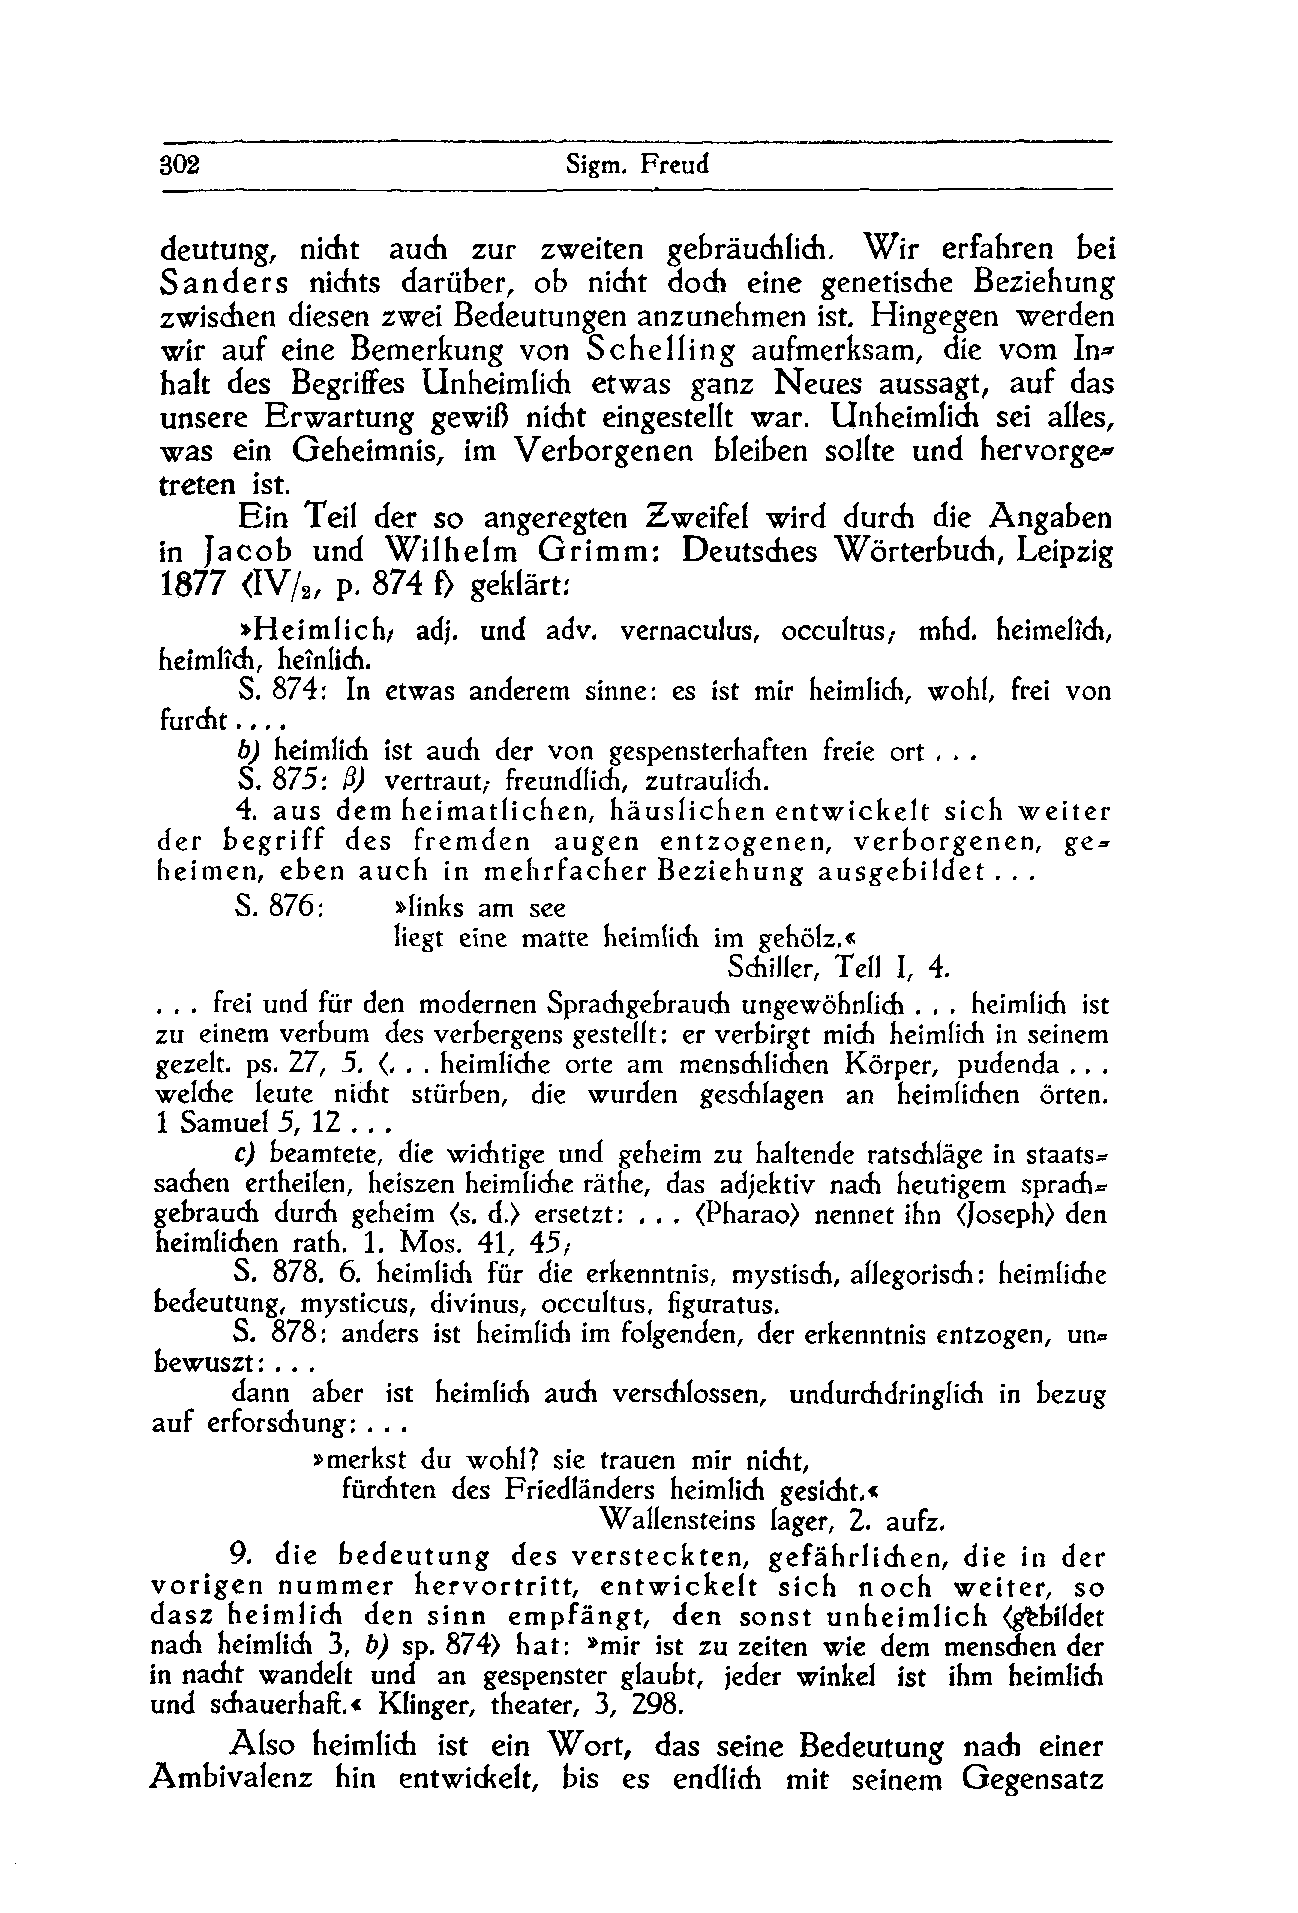 302 Sigm. Freud
deutung, nicht auch zur zweiten gebräuchlich. Wir erfahren bei
Sanders nichts darüber, ob nicht doch eine genetische Beziehung
zwischen diesen zwei Bedeutungen anzunehmen ist. Hingegen werden
wir auf eine Bemerkung von Schelling aufmerksam, die vom In-
halt des Begriffes Unheimlich etwas ganz Neues aussagt, auf das
unsere Erwartung gewiß nicht eingestellt war. Unheimlich sei alles,
was ein Geheimnis, im Verborgenen bleiben sollte und hervorge-
treten ist.
Ein Teil der so angeregten Zweifel wird durch die Angaben
in Jacob und Wilhelm Grimm: Deutsches Wörterbuch, Leipzig
1877 (IV/2, p. 874 f) geklärt:
»Heimlich; adj. und adv. vernaculus, occultus; mhd. heimelîch,
heimlîch, heînlich.
S. 874: In etwas anderem sinne: es ist mir heimlich, wohl, frei von
furcht . . . .
b) heimlich ist auch der von gespensterhaften freie ort . . .
S. 875: β) vertraut; freundlich, zutraulich.
4. aus dem heimatlichen, häuslichen entwickelt sich weiter
der begriff des fremden augen entzogenen, verborgenen, ge-
heimen, eben auch in mehrfacher Beziehung ausgebildet . . .
S. 876: »links am see
liegt eine matte heimlich im gehölz.«
Schiller, Tell I, 4.
. . . frei und für den modernen Sprachgebrauch ungewöhnlich . . . heimlich ist
zu einem verbum des verbergens gestellt: er verbirgt mich heimlich in seinem
gezelt. ps. 27, 5. (. . . heimliche orte am menschlichen Körper, pudenda . . .
welche leute nicht stürben, die wurden geschlagen an heimlichen örten.
1 Samuel 5, 12 . . .
c) beamtete, die wichtige und geheim zu haltende ratschläge in staats-
sachen ertheilen, heiszen heimliche räthe, das adjektiv nach heutigem sprach-
gebrauch durch geheim (s. d.) ersetzt: . . . (Pharao) nennet ihn (Joseph) den
heimlichen rath. 1. Mos. 41, 45;
S. 878. 6. heimlich für die erkenntnis, mystisch, allegorisch: heimliche
bedeutung, mysticus, divinus, occultus, figuratus.
S. 878: anders ist heimlich im folgenden, der erkenntnis entzogen, un-
bewuszt: . . .
dann aber ist heimlich auch verschlossen, undurchdringlich in bezug
auf erforschung: . . .
»merkst du wohl? sie trauen mir nicht,
fürchten des Friedländers heimlich gesicht.«
Wallensteins lager, 2. aufz.
9. die bedeutung des versteckten, gefährlichen, die in der
vorigen nummer hervortritt, entwickelt sich noch weiter, so
dasz heimlich den sinn empfängt, den sonst unheimlich (gebildet
nach heimlich 3, b) sp. 874) hat: »mir ist zu zeiten wie dem menschen der
in nacht wandelt und an gespenster glaubt, jeder winkel ist ihm heimlich
und schauerhaft.« Klinger, theater, 3, 298.
Also heimlich ist ein Wort, das seine Bedeutung nach einer
Ambivalenz hin entwickelt, bis es endlich mit seinem Gegensatz